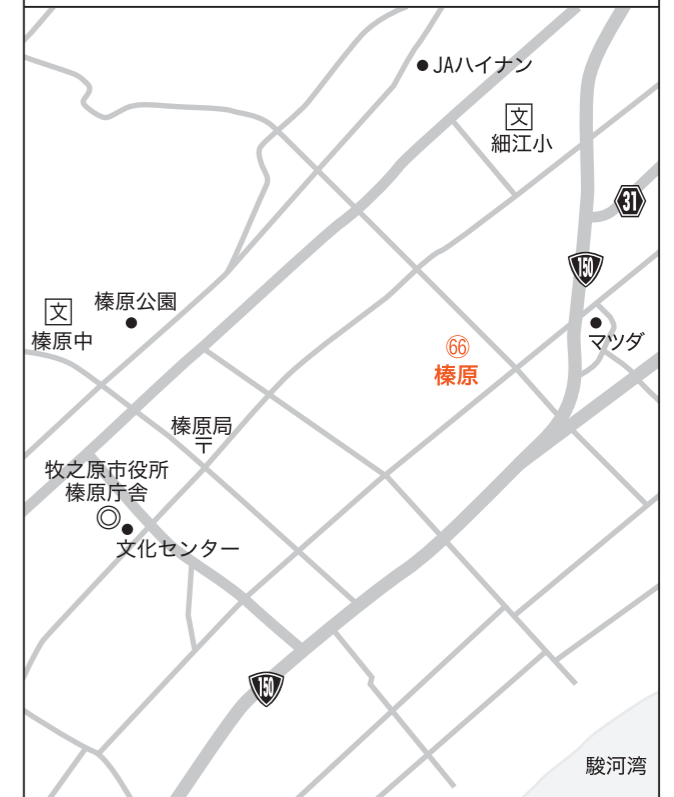 JAハイナン
文
細江小
31
150
榛原公園
文
榛原中
マツダ
66
榛原
榛原局
〒
牧之原市役所
榛原庁舎
文化センター
150
駿河湾